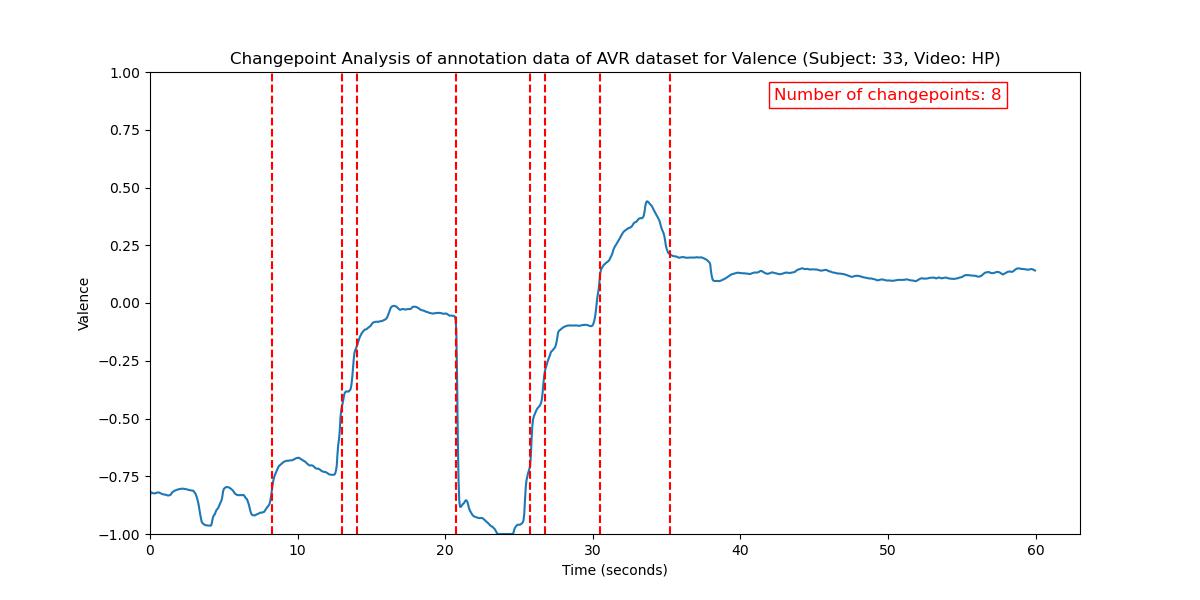 Changepoint Analysis of annotation data of AVR dataset for Valence (Subject: 33, Video: HP)
Number of changepoints: 8
1.00
0.75
0.50
0.25
0.00
−0.25
−0.50
−0.75
−1.00
Valence
0 10 20 30 40 50 60
Time (seconds)